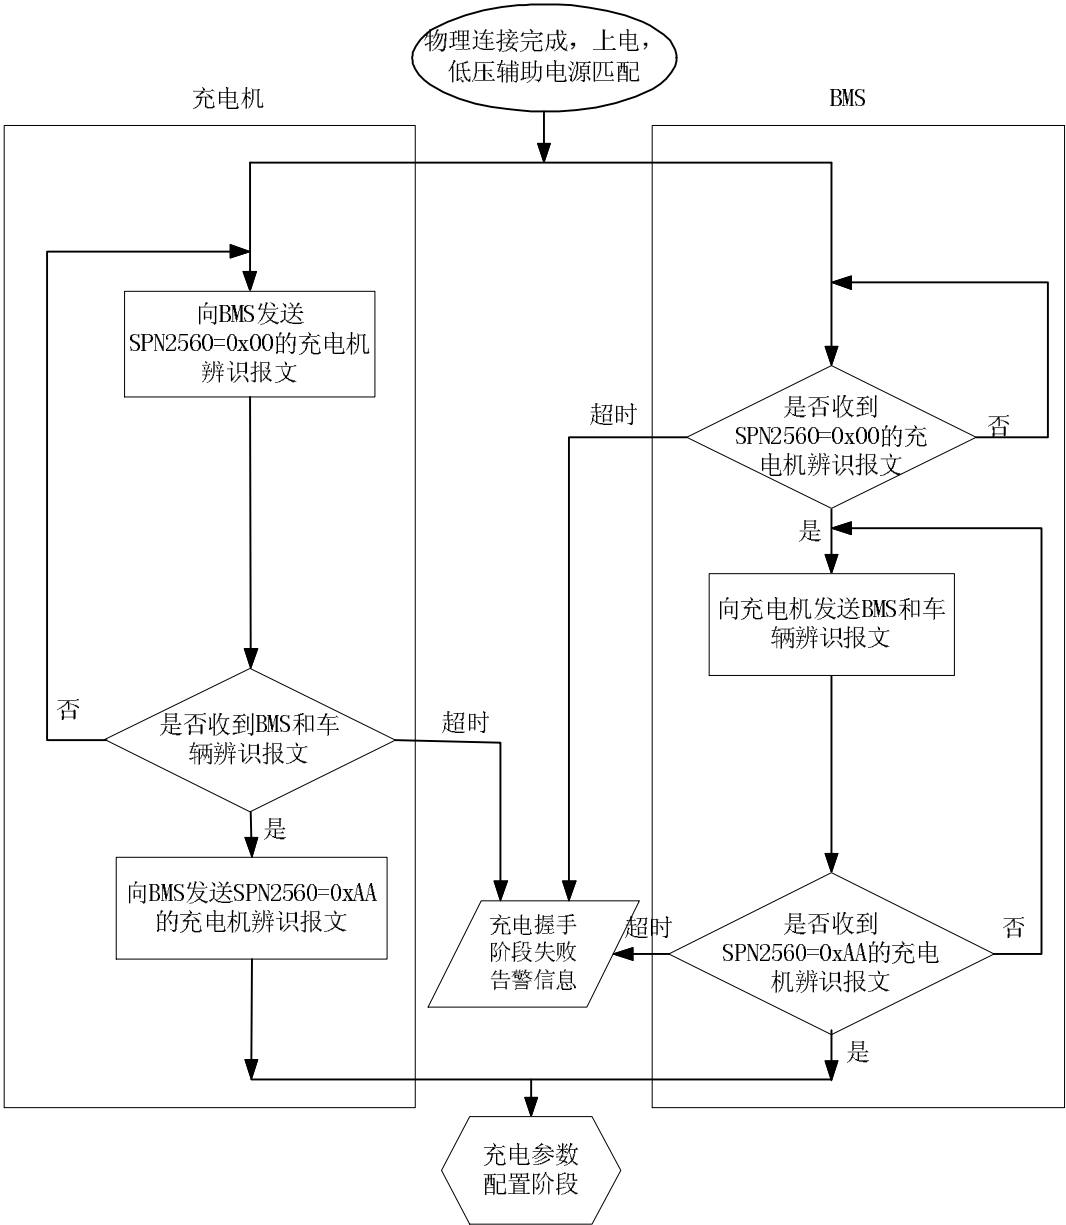 物理连接完成，上电，
低压辅助电源匹配
充电机
BMS
向BMS发送
SPN2560=0x00的充电机
辨识报文
超时
是否收到
SPN2560=0x00的充
电机辨识报文
否
是
向充电机发送BMS和车
辆辨识报文
否
是否收到BMS和车
辆辨识报文
超时
是
向BMS发送SPN2560=0xAA
的充电机辨识报文
充电握手
阶段失败
告警信息
超时
是否收到
SPN2560=0xAA的充电
机辨识报文
否
是
充电参数
配置阶段